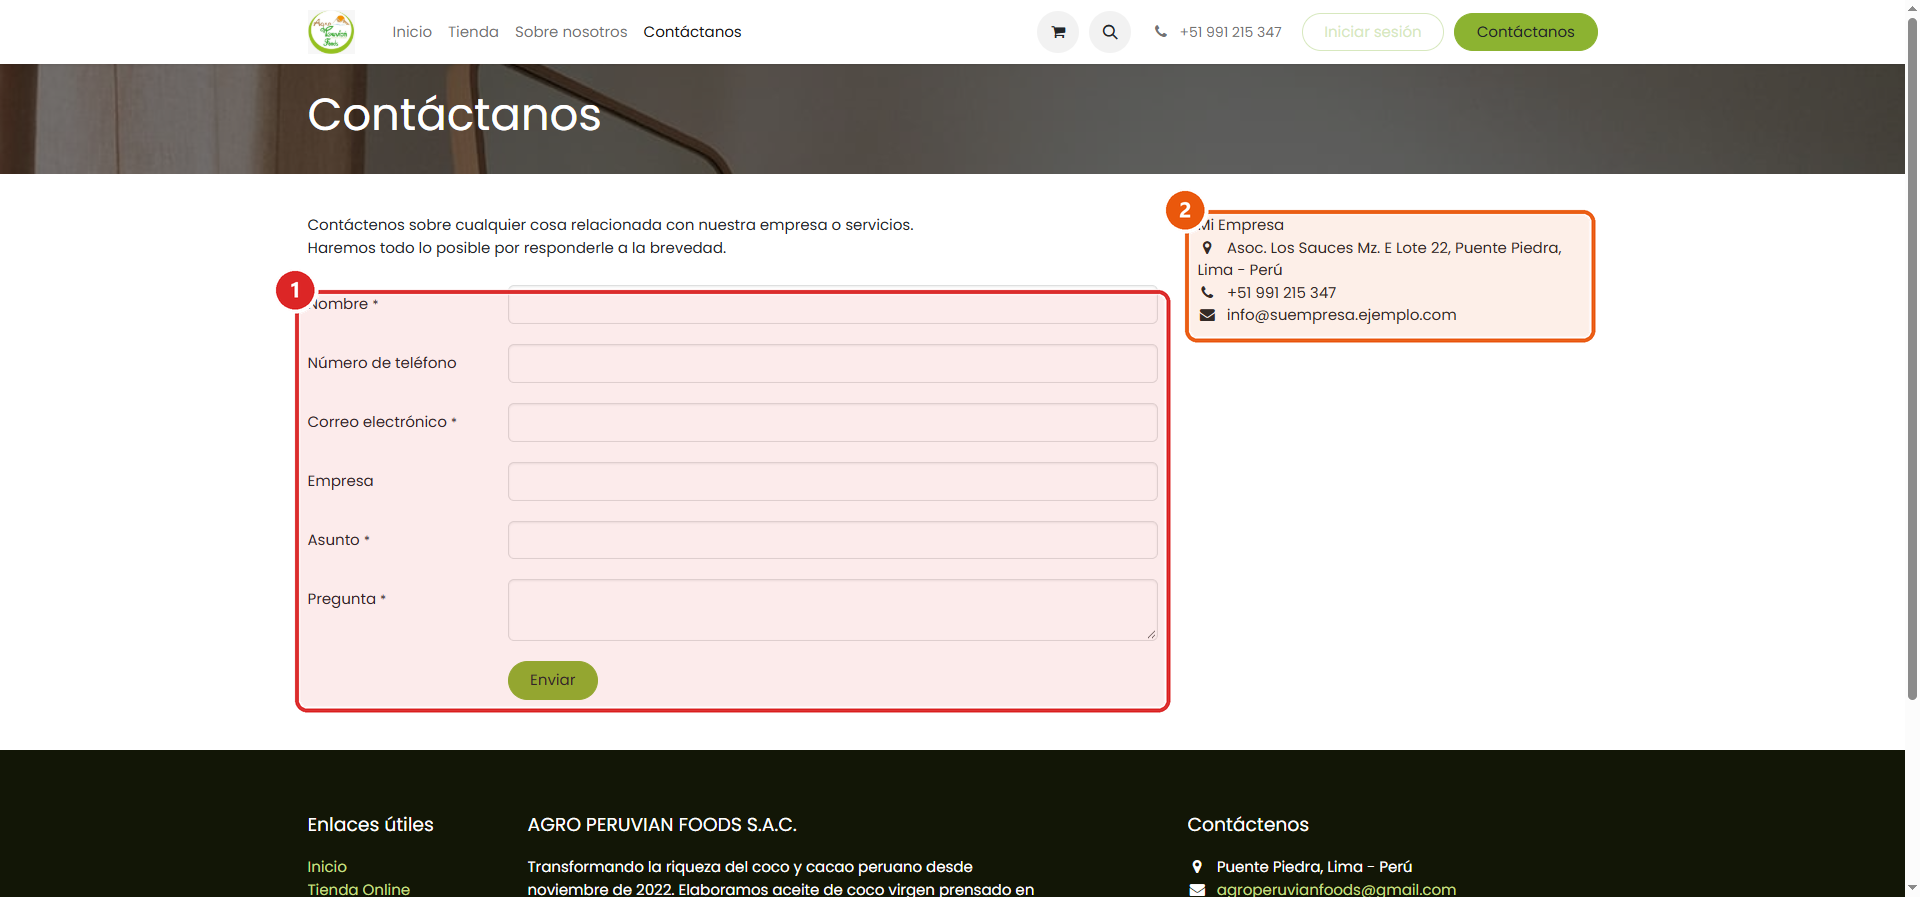 Agro
Peruvian
Foods
Inicio
Tienda
Sobre nosotros
Contáctanos
+51 991 215 347
Iniciar sesión
Contáctanos
Contáctanos
Contáctenos sobre cualquier cosa relacionada con nuestra empresa o servicios.
Haremos todo lo posible por responderle a la brevedad.
1
Nombre *
Número de teléfono
Correo electrónico *
Empresa
Asunto *
Pregunta *
Enviar
2
Mi Empresa
Asoc. Los Sauces Mz. E Lote 22, Puente Piedra,
Lima - Perú
+51 991 215 347
info@suempresa.ejemplo.com
Enlaces útiles
Inicio
Tienda Online
AGRO PERUVIAN FOODS S.A.C.
Transformando la riqueza del coco y cacao peruano desde
noviembre de 2022. Elaboramos aceite de coco virgen prensado en
Contáctenos
Puente Piedra, Lima - Perú
agroperuvianfoods@gmail.com